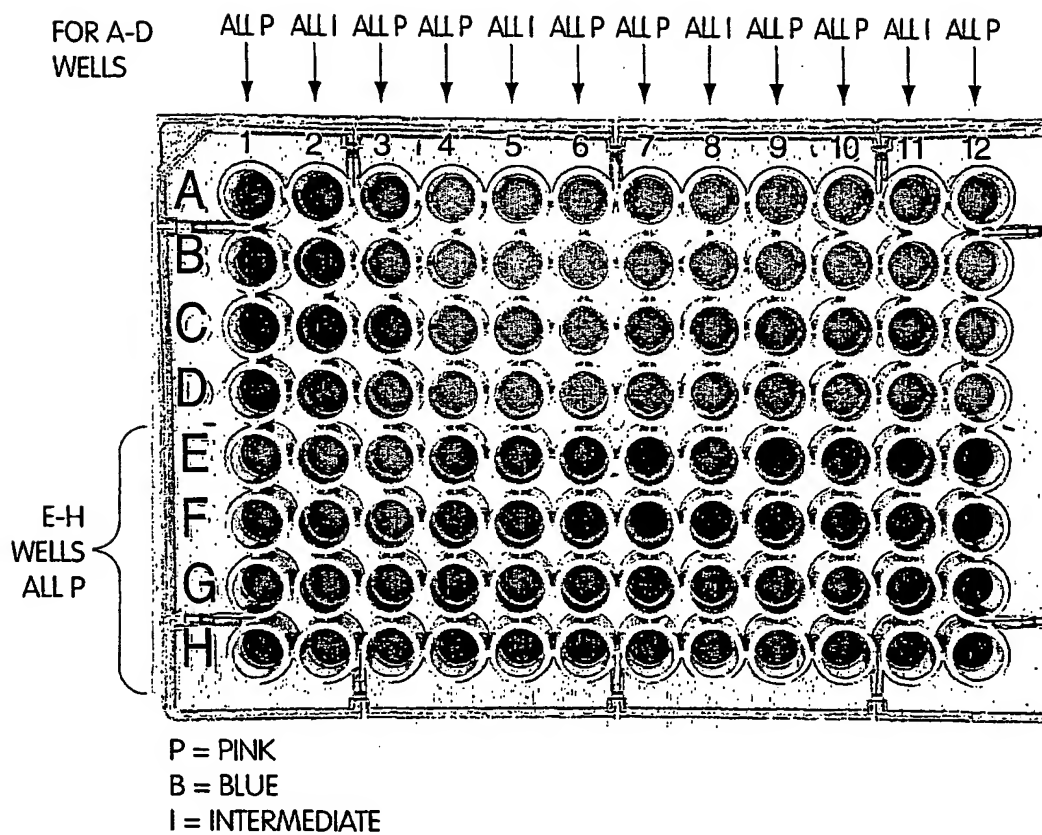 FOR A-D WELLS
ALL P ALL I ALL P ALL P ALL I ALL P ALL P ALL I ALL P ALL P ALL I ALL P
1 2 3 4 5 6 7 8 9 10 11 12
A
B
C
D
E
F
G
H
E-H
WELLS
ALL P
P = PINK
B = BLUE
I = INTERMEDIATE